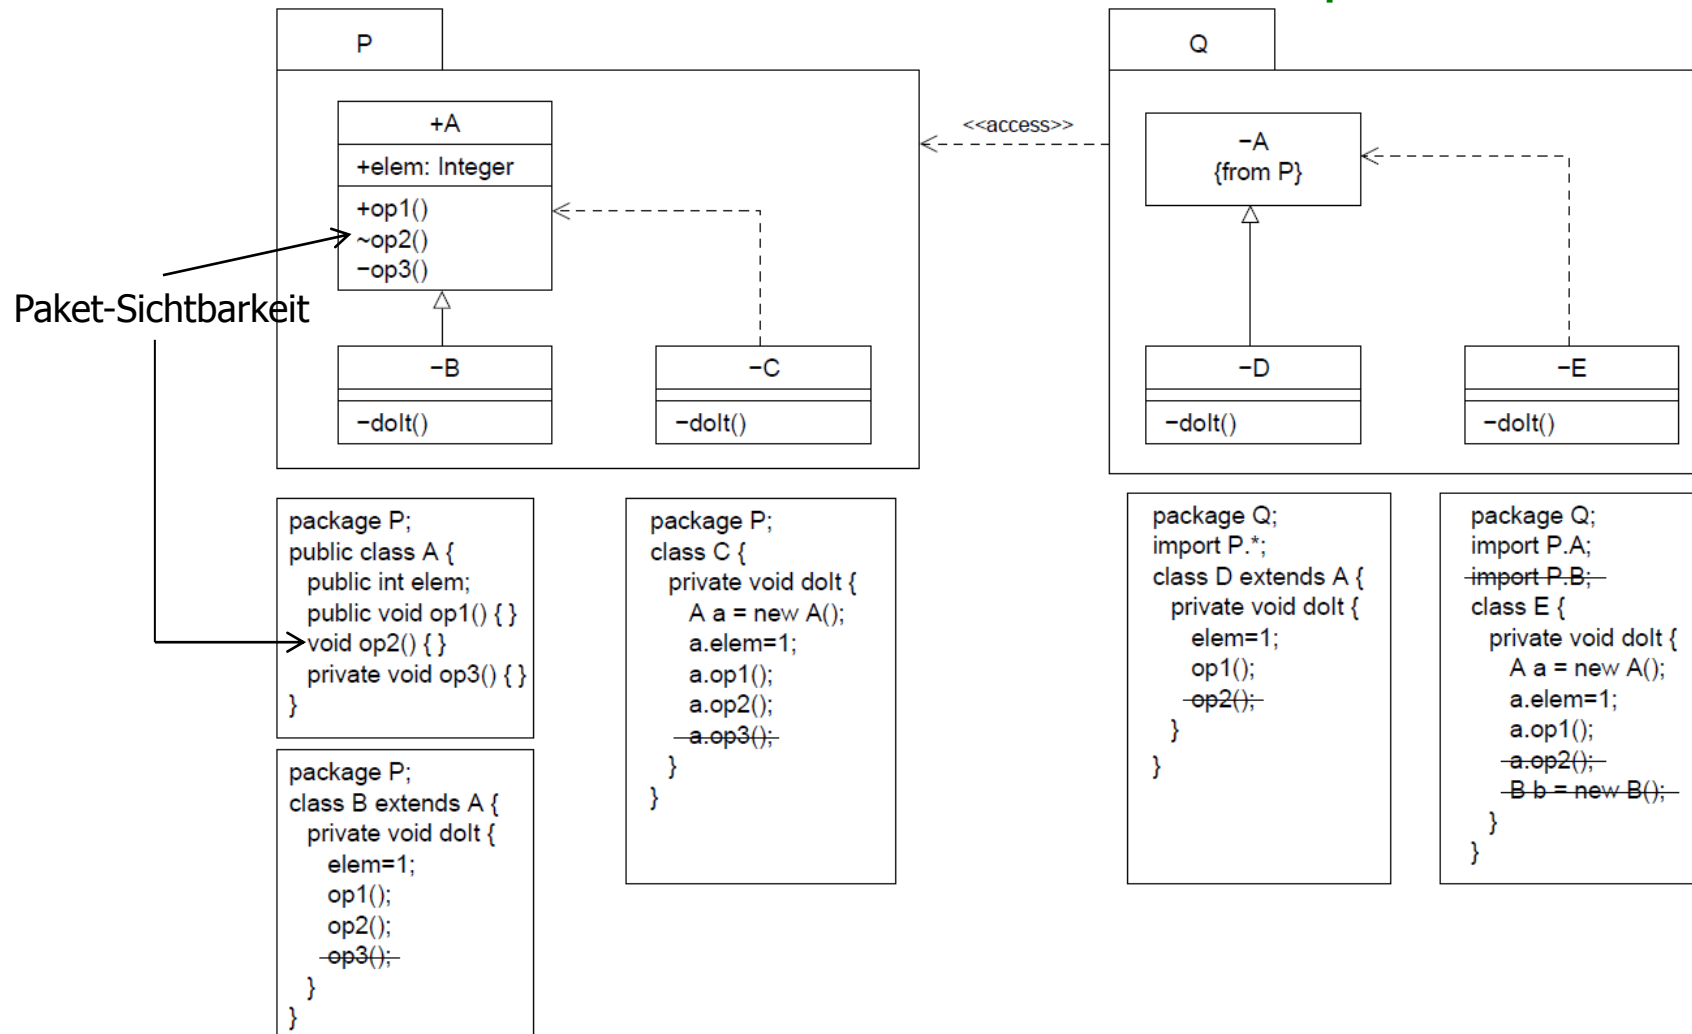 P
+A
+elem: Integer
+op1()
~op2()
−op3()
−B
−doIt()
−C
−doIt()
<<access>>
Q
−A
{from P}
−D
−doIt()
−E
−doIt()
Paket-Sichtbarkeit
package P;
public class A {
public int elem;
public void op1() { }
void op2() { }
private void op3() { }
}
package P;
class B extends A {
private void doIt {
elem=1;
op1();
op2();
op3();
}
}
package P;
class C {
private void doIt {
A a = new A();
a.elem=1;
a.op1();
a.op2();
a.op3();
}
}
package Q;
import P.*;
class D extends A {
private void doIt {
elem=1;
op1();
op2();
}
}
package Q;
import P.A;
import P.B;
class E {
private void doIt {
A a = new A();
a.elem=1;
a.op1();
a.op2();
B b = new B();
}
}